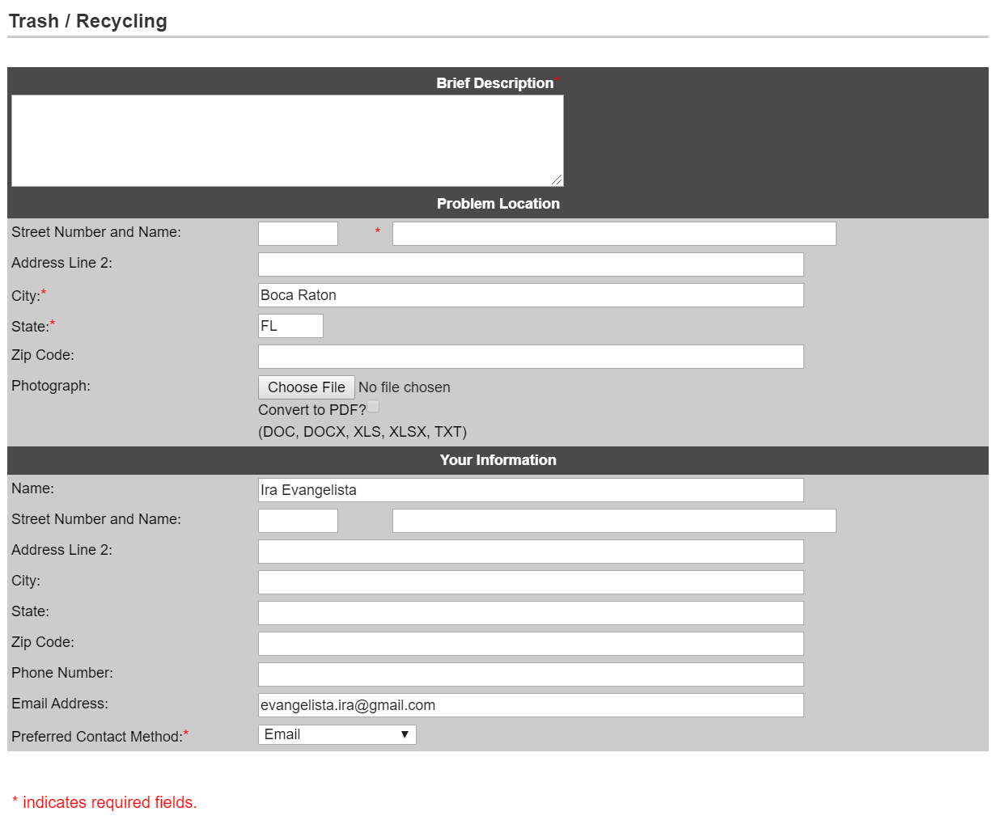 Trash / Recycling
Brief Description*
Problem Location
Street Number and Name: *
Address Line 2:
City:* Boca Raton
State:* FL
Zip Code:
Photograph: Choose File No file chosen
Convert to PDF?
(DOC, DOCX, XLS, XLSX, TXT)
Your Information
Name: Ira Evangelista
Street Number and Name:
Address Line 2:
City:
State:
Zip Code:
Phone Number:
Email Address: evangelista.ira@gmail.com
Preferred Contact Method:* Email
* indicates required fields.